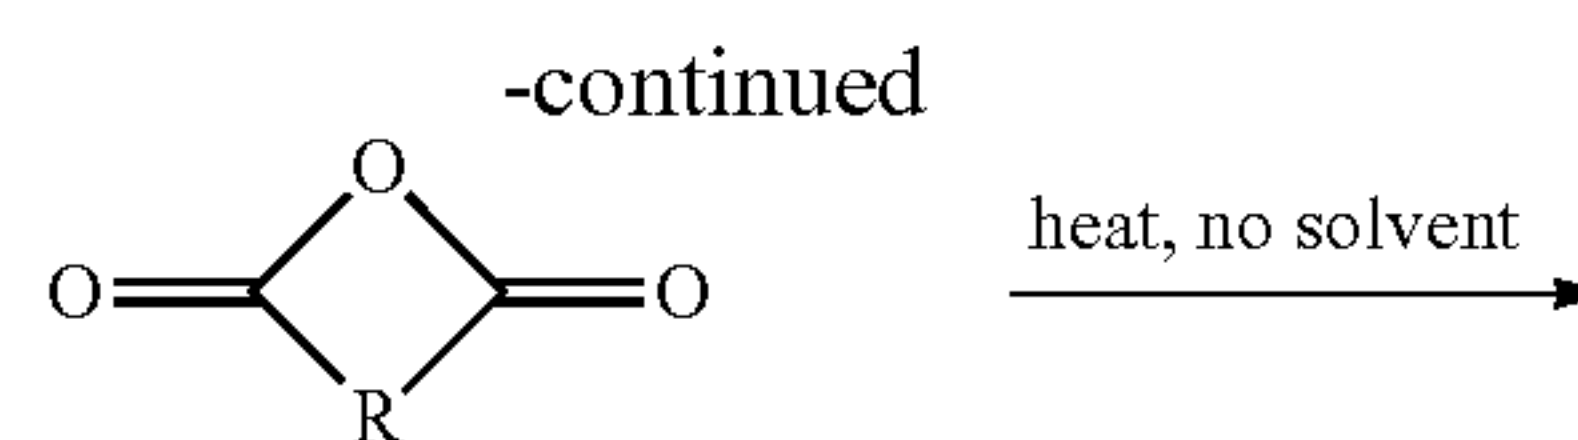 -continued
O
heat, no solvent
O O
R